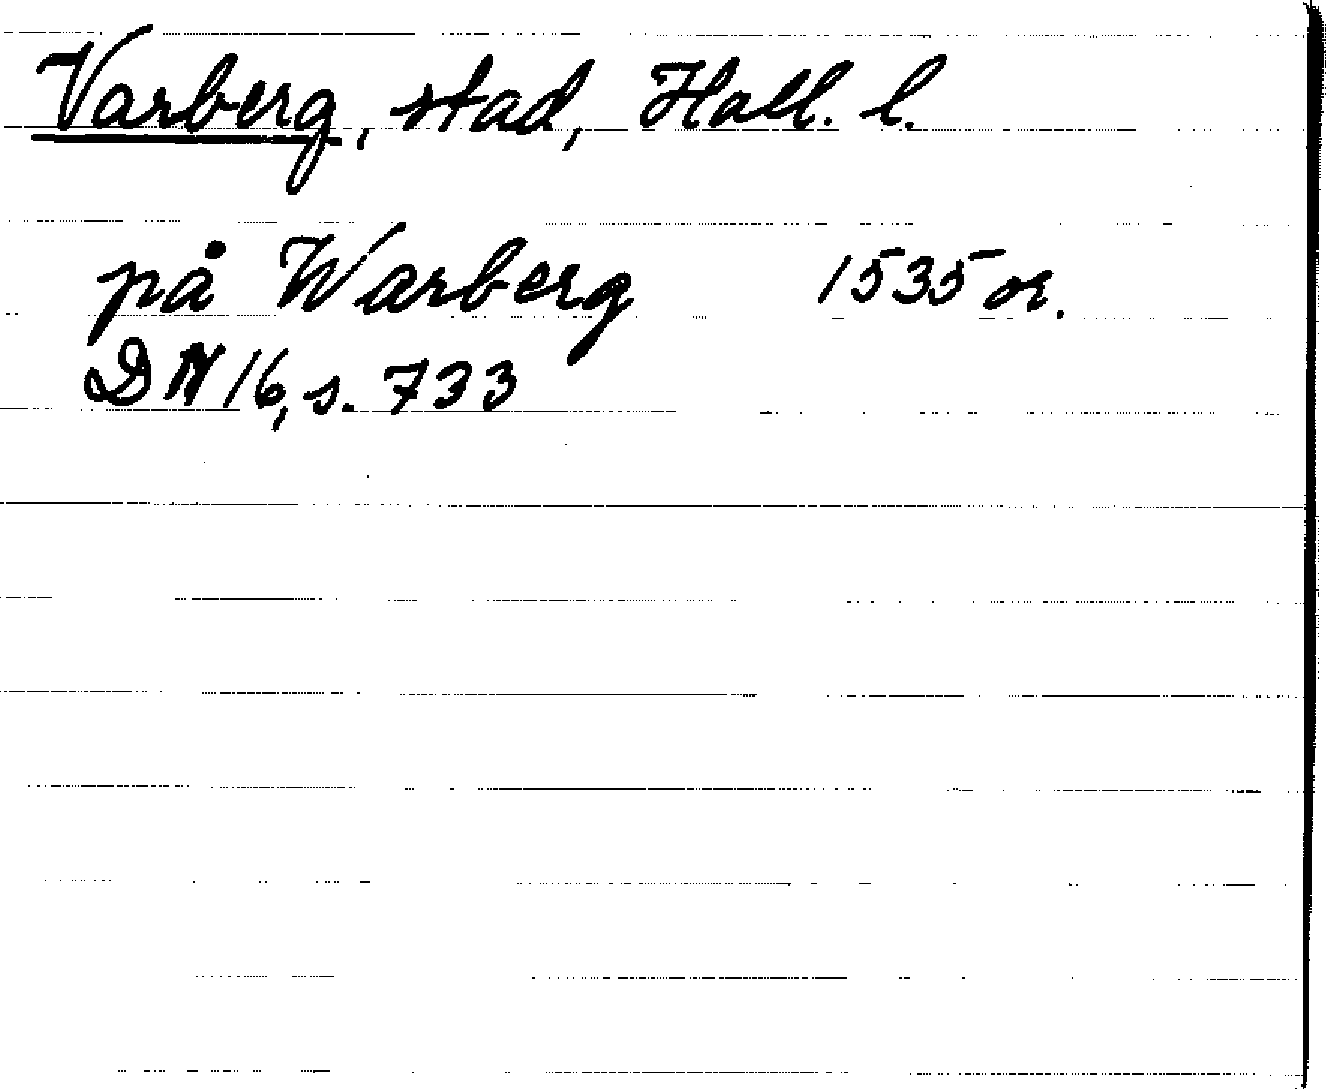 Varberg, stad, Hall. l.
på Warberg 1535 or.
DN 16, s. 733